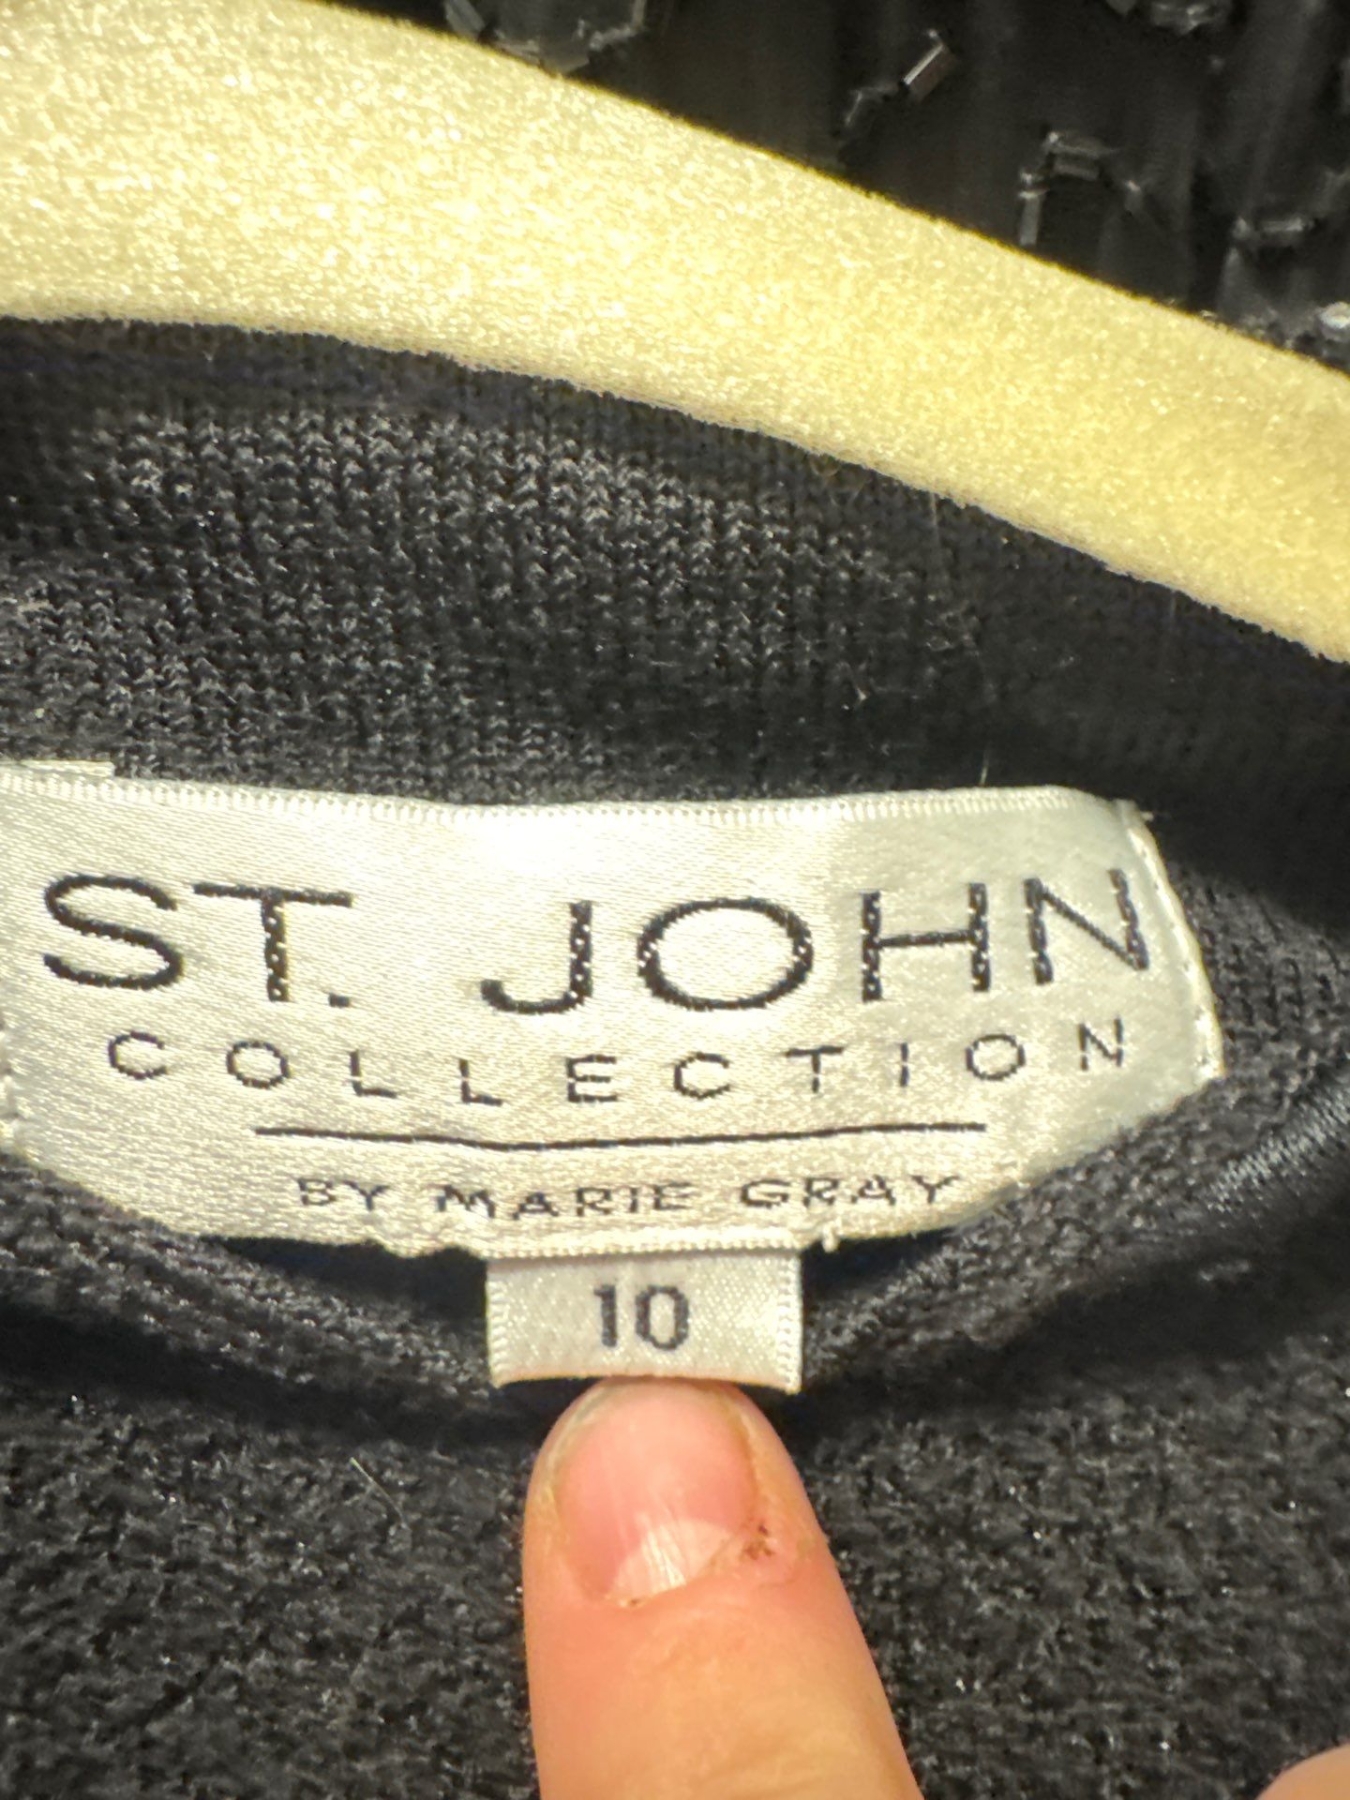 ST. JOHN
COLLECTION
BY MARIE GRAY
10